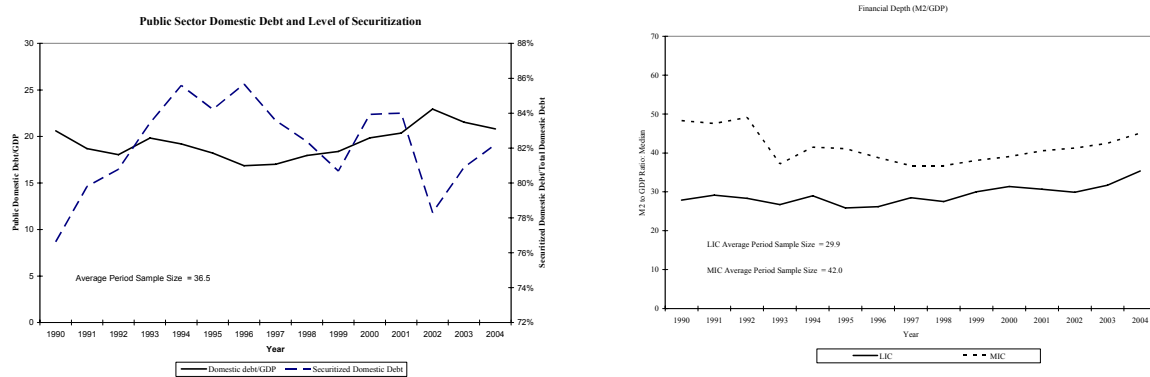 Public Sector Domestic Debt and Level of Securitization
30
25
20
15
10
5
0
Public Domestic Debt/GDP
88%
86%
84%
82%
80%
78%
76%
74%
72%
Securitized Domestic Debt/Total Domestic Debt
Average Period Sample Size = 36.5
1990 1991 1992 1993 1994 1995 1996 1997 1998 1999 2000 2001 2002 2003 2004
Year
Domestic debt/GDP Securitized Domestic Debt
Financial Depth (M2/GDP)
70
60
50
40
30
20
10
0
M2 to GDP Ratio: Median
LIC Average Period Sample Size = 29.9
MIC Average Period Sample Size = 42.0
1990 1991 1992 1993 1994 1995 1996 1997 1998 1999 2000 2001 2002 2003 2004
Year
LIC MIC